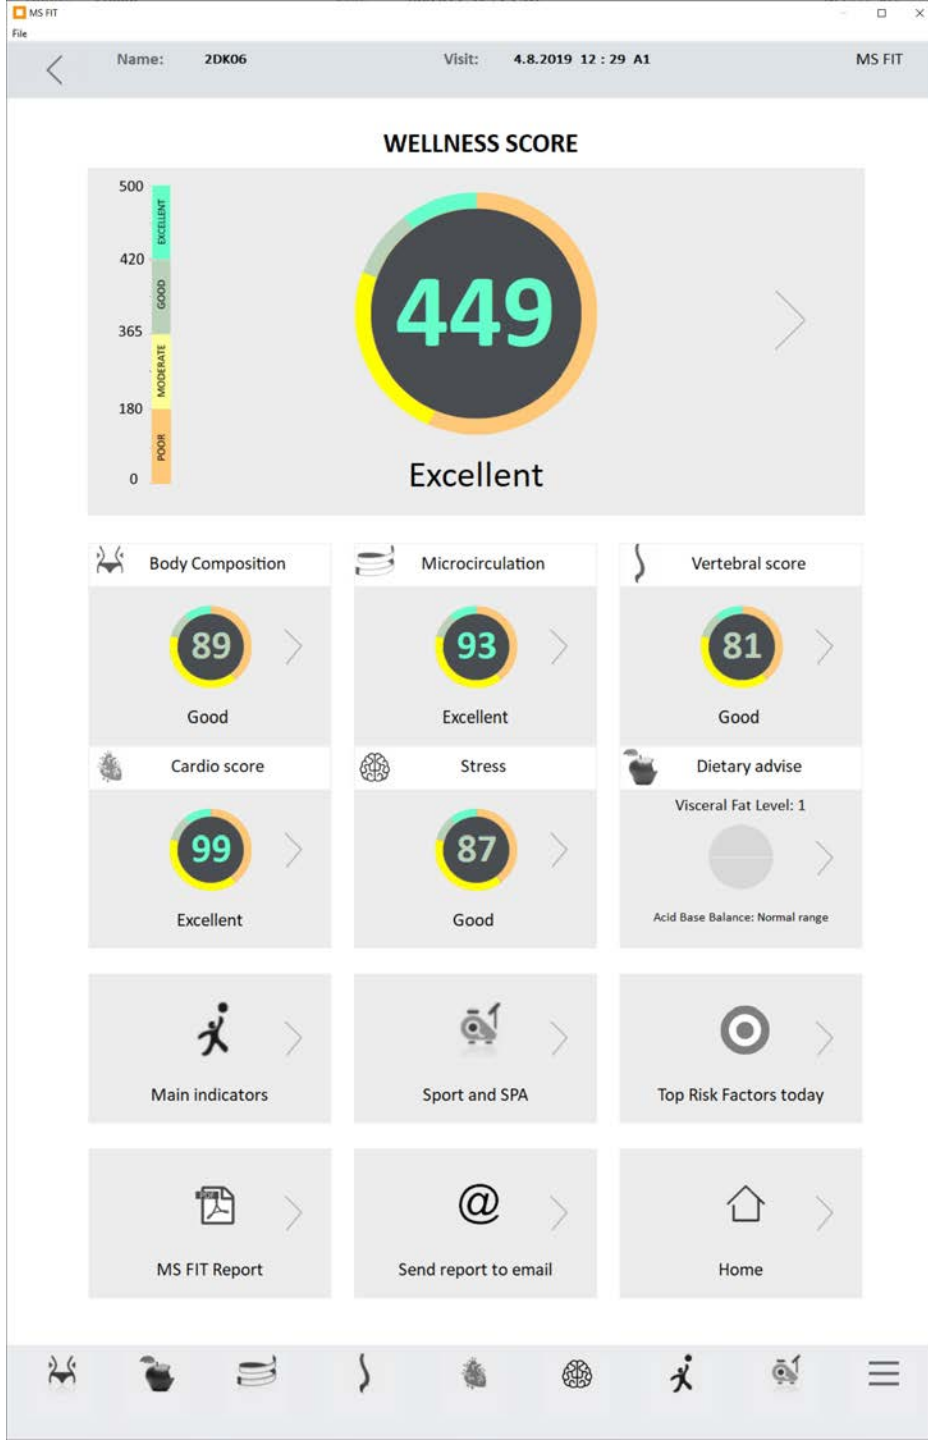 MS FIT
File
Name: 2DK06 Visit: 4.8.2019 12 : 29 A1 MS FIT
WELLNESS SCORE
500
EXCELLENT
420
GOOD
365
MODERATE
180
POOR
0
449
Excellent
Body Composition Microcirculation Vertebral score
89 93 81
Good Excellent Good
Cardio score Stress Dietary advise
Visceral Fat Level: 1
99 87
Excellent Good Acid Base Balance: Normal range
Main indicators Sport and SPA Top Risk Factors today
PDF @
MS FIT Report Send report to email Home